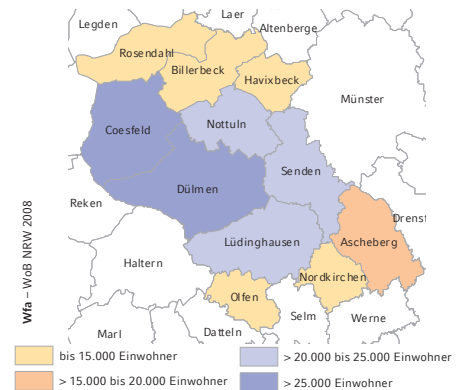 Laer
Legden
Altenberge
Rosendahl
Billerbeck
Havixbeck
Münster
Coesfeld
Nottuln
Senden
Dülmen
Reken
Drenst
Lüdinghausen
Ascheberg
Haltern
Nordkirchen
Olfen
Selm
Werne
Marl
Datteln
Wfa – WoB NRW 2008
bis 15.000 Einwohner
> 20.000 bis 25.000 Einwohner
> 15.000 bis 20.000 Einwohner
> 25.000 Einwohner